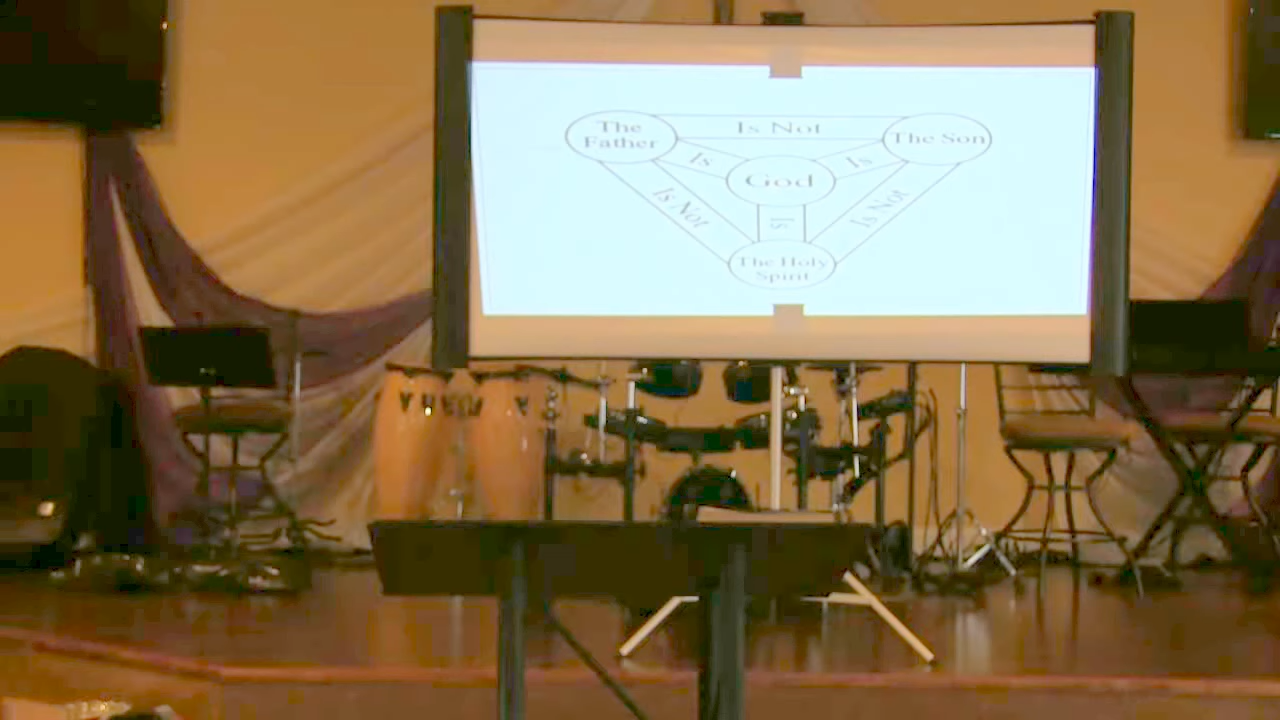 The
Father
Is Not
The Son
Is
Is
God
Is Not
Is
Is Not
The Holy
Spirit